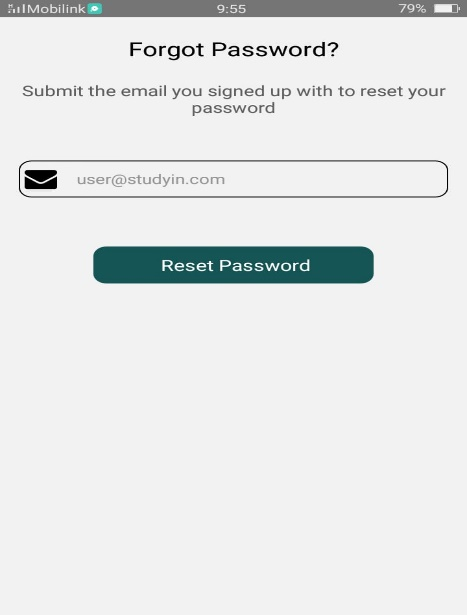 Mobilink 9:55 79%
Forgot Password?
Submit the email you signed up with to reset your
password
user@studyin.com
Reset Password